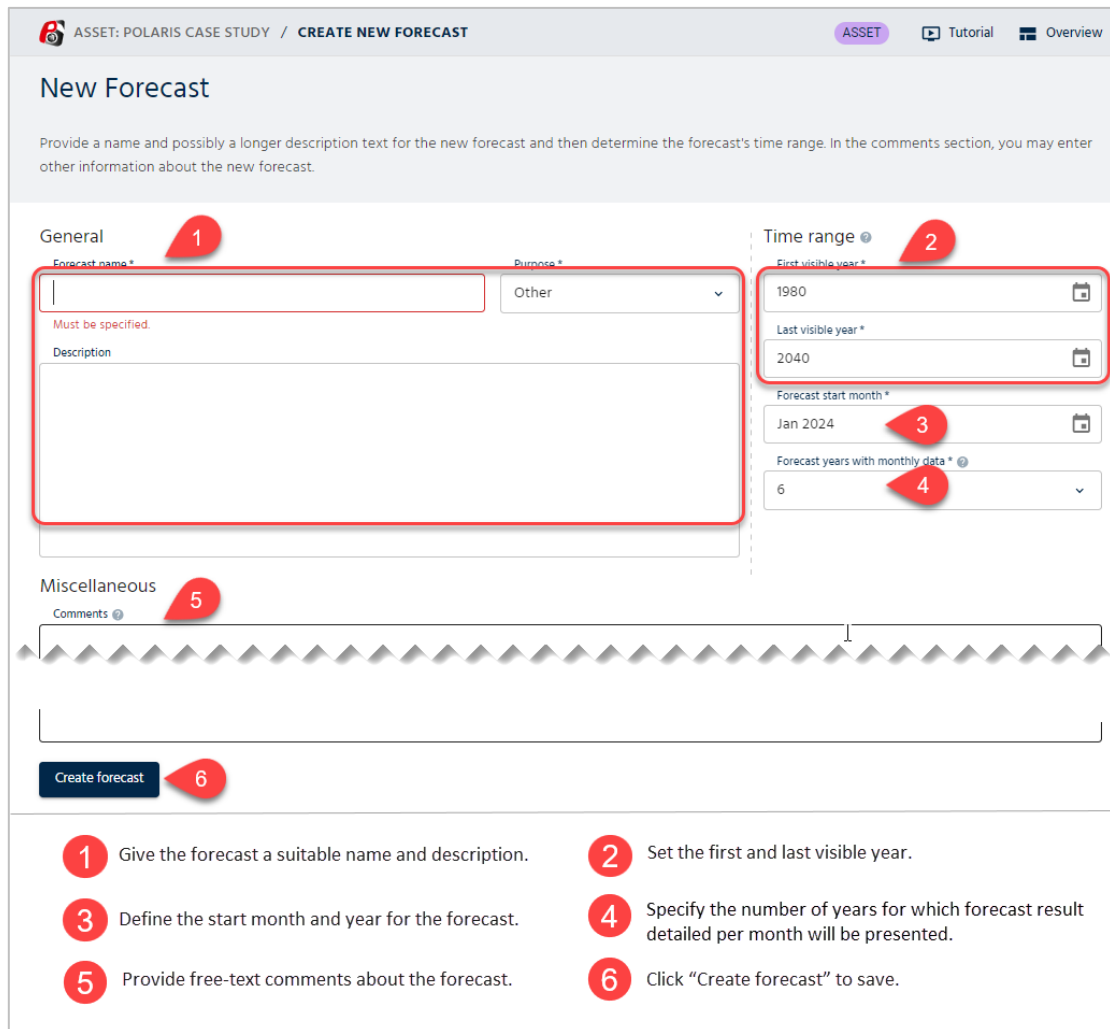 ASSET: POLARIS CASE STUDY / CREATE NEW FORECAST
ASSET
Tutorial
Overview
New Forecast
Provide a name and possibly a longer description text for the new forecast and then determine the forecast's time range. In the comments section, you may enter
other information about the new forecast.
General
1
Forecast name *
Purpose *
Other
Must be specified.
Description
Time range
2
First visible year *
1980
Last visible year *
2040
Forecast start month *
Jan 2024
3
Forecast years with monthly data *
6
4
Miscellaneous
5
Comments
Create forecast
6
1 Give the forecast a suitable name and description.
2 Set the first and last visible year.
3 Define the start month and year for the forecast.
4 Specify the number of years for which forecast result
detailed per month will be presented.
5 Provide free-text comments about the forecast.
6 Click “Create forecast” to save.